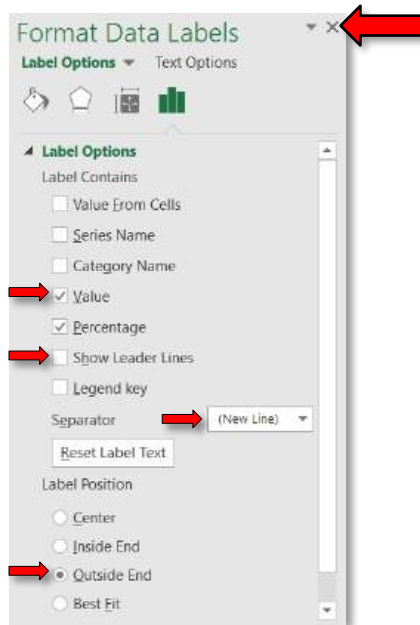 Format Data Labels
Label Options Text Options
Label Options
Label Contains
Value From Cells
Series Name
Category Name
Value
Percentage
Show Leader Lines
Legend key
Separator (New Line)
Reset Label Text
Label Position
Center
Inside End
Outside End
Best Fit